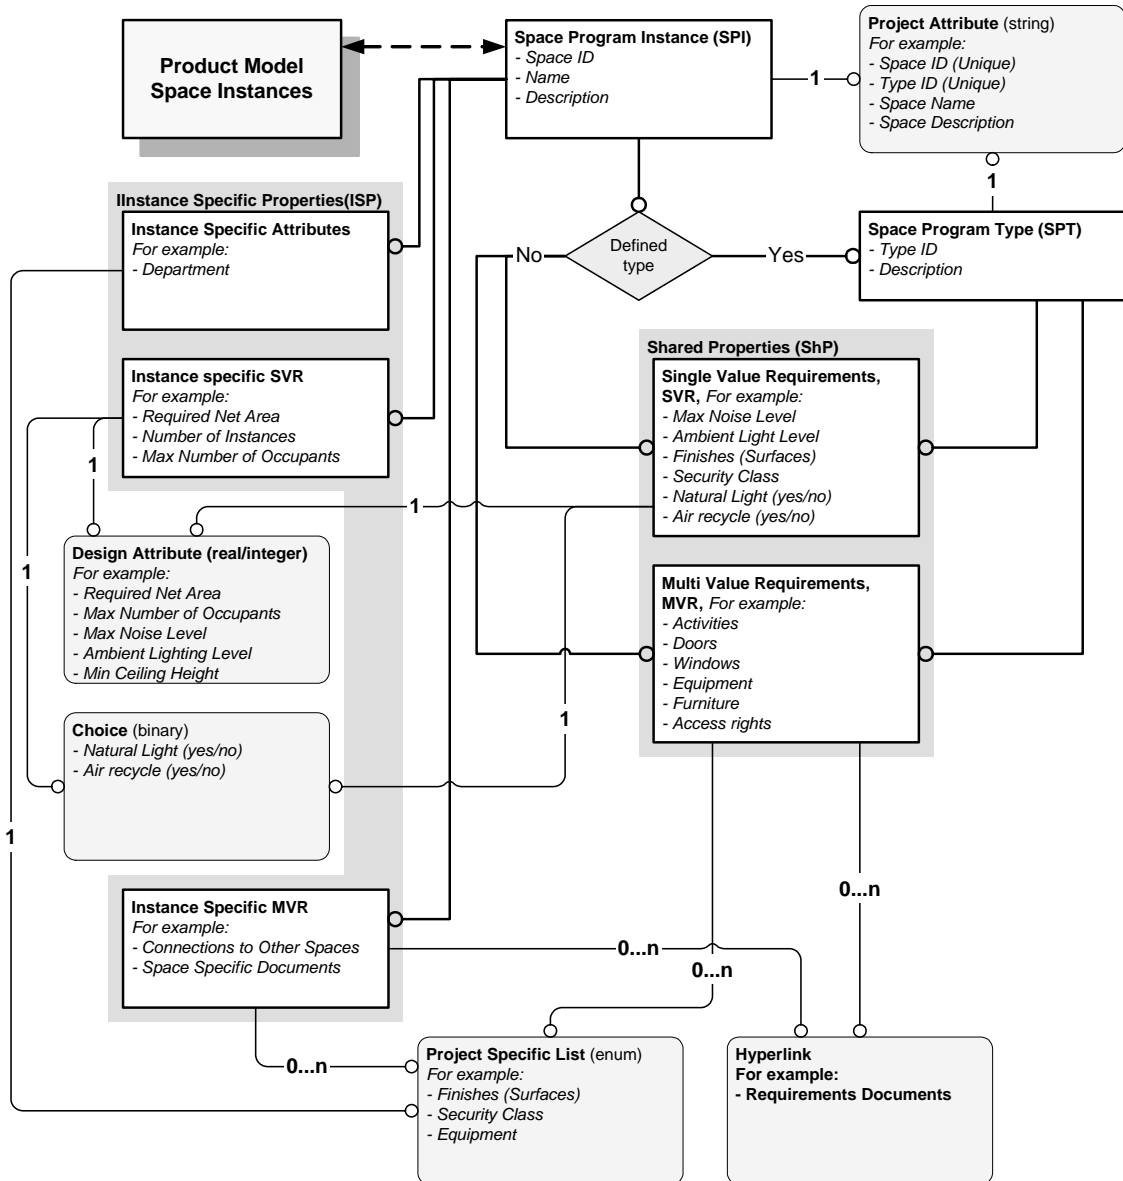 Product Model
Space Instances
Space Program Instance (SPI)
- Space ID
- Name
- Description
1
Project Attribute (string)
For example:
- Space ID (Unique)
- Type ID (Unique)
- Space Name
- Space Description
1
IInstance Specific Properties(ISP)
Instance Specific Attributes
For example:
- Department
No
Defined
type
Yes
Space Program Type (SPT)
- Type ID
- Description
Instance specific SVR
For example:
- Required Net Area
- Number of Instances
- Max Number of Occupants
Shared Properties (ShP)
Single Value Requirements,
SVR, For example:
- Max Noise Level
- Ambient Light Level
- Finishes (Surfaces)
- Security Class
- Natural Light (yes/no)
- Air recycle (yes/no)
1
1
1
Design Attribute (real/integer)
For example:
- Required Net Area
- Max Number of Occupants
- Max Noise Level
- Ambient Lighting Level
- Min Ceiling Height
Multi Value Requirements,
MVR, For example:
- Activities
- Doors
- Windows
- Equipment
- Furniture
- Access rights
1
Choice (binary)
- Natural Light (yes/no)
- Air recycle (yes/no)
1
Instance Specific MVR
For example:
- Connections to Other Spaces
- Space Specific Documents
0...n
0...n
0...n
0...n
Project Specific List (enum)
For example:
- Finishes (Surfaces)
- Security Class
- Equipment
Hyperlink
For example:
- Requirements Documents